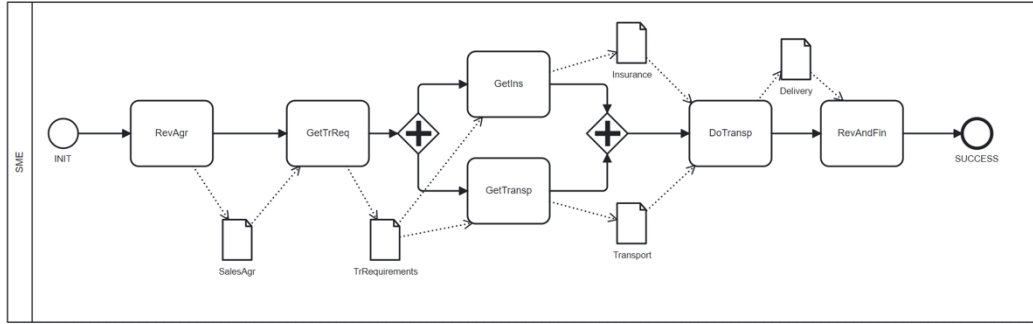 SME
INIT
RevAgr
SalesAgr
GetTrReq
TrRequirements
GetIns
GetTransp
Insurance
Transport
DoTransp
Delivery
RevAndFin
SUCCESS